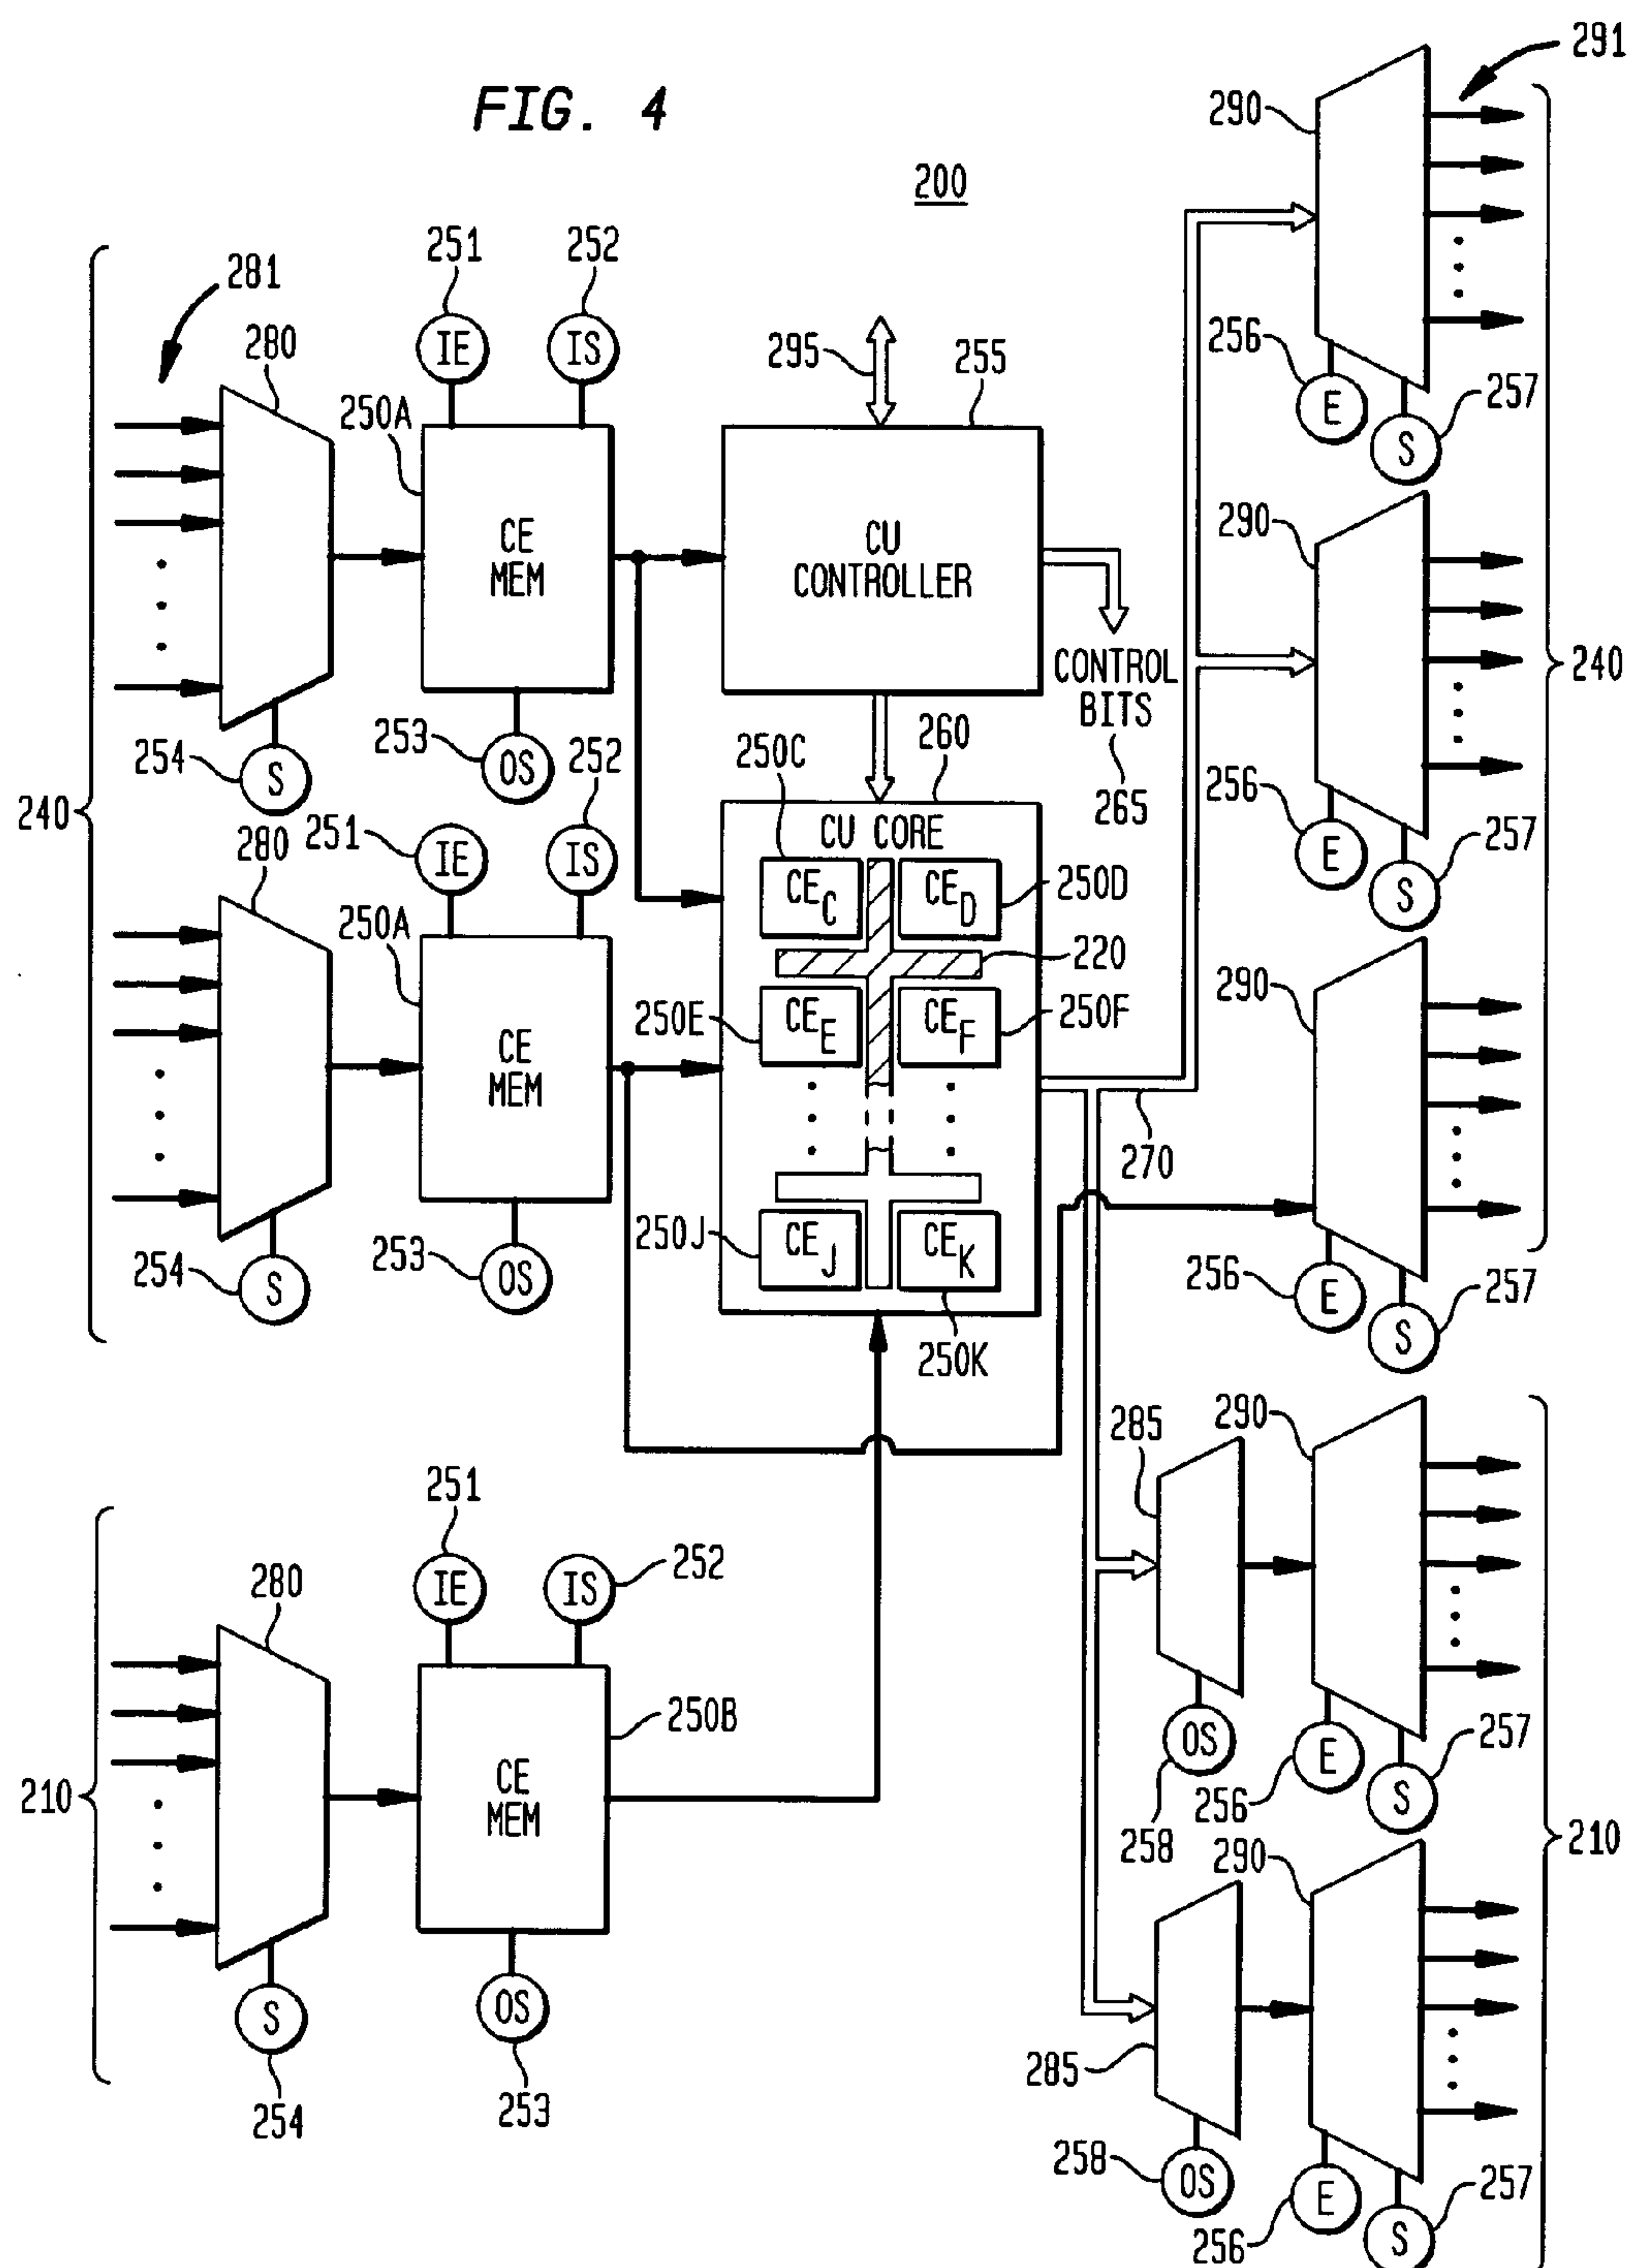 FIG. 4
200
291
290
281
280
251
252
IE
IS
295
255
256
E
257
S
250A
CE
MEM
CU
CONTROLLER
CONTROL
BITS
265
290
240
254
S
253
OS
252
250C
260
256
E
257
S
240
280
251
IE
IS
250A
CU CORE
CE C
CE D
250D
220
250E
CE E
CE F
250F
290
CE
MEM
270
250J
CE J
CE K
250K
254
S
253
OS
256
E
257
S
285
290
251
252
IE
IS
280
250B
CE
MEM
210
OS
258
256
E
257
S
290
210
254
S
253
OS
285
258
OS
256
E
257
S